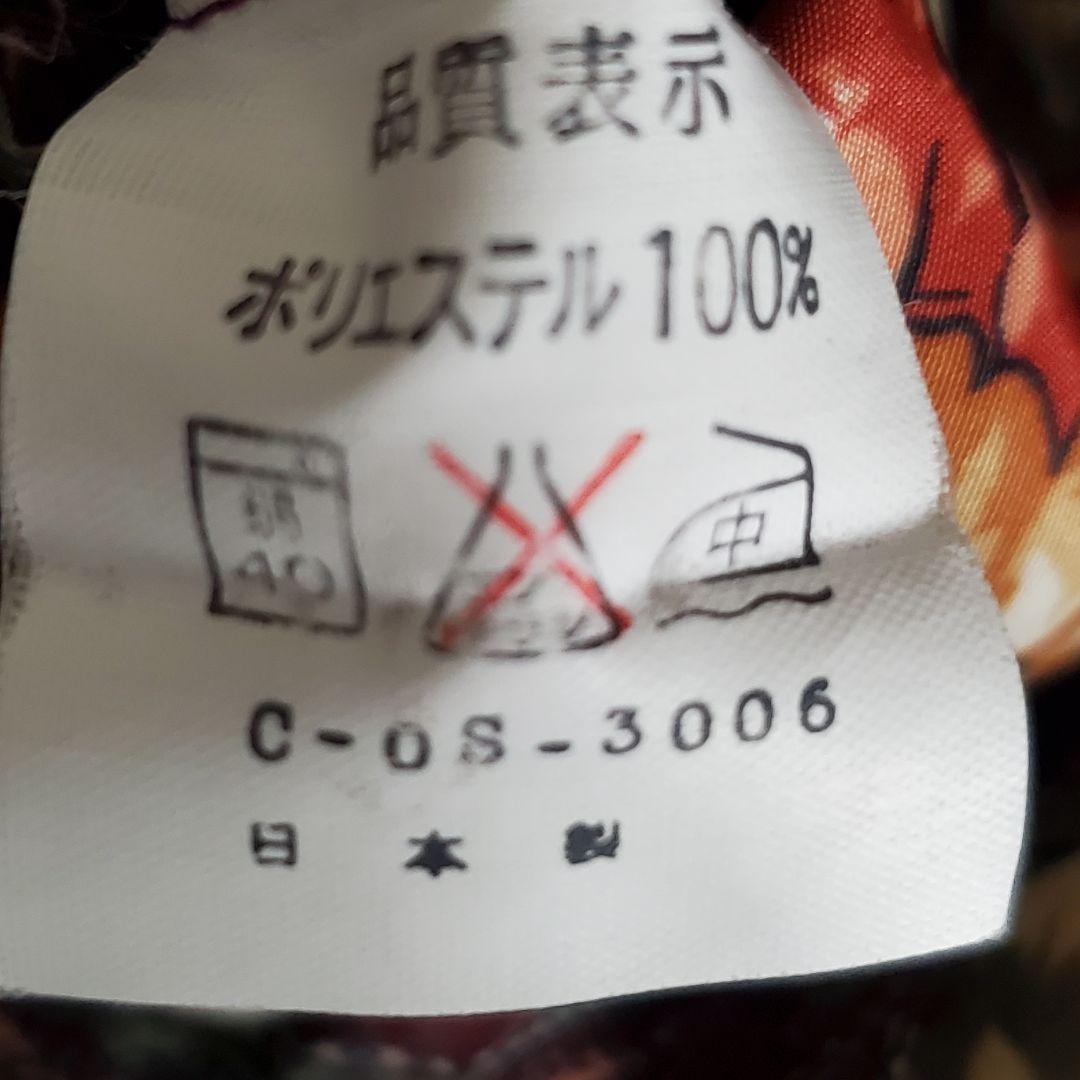 品質表示
ポリエステル100%
弱 40 中
C-0S-3006
日本製